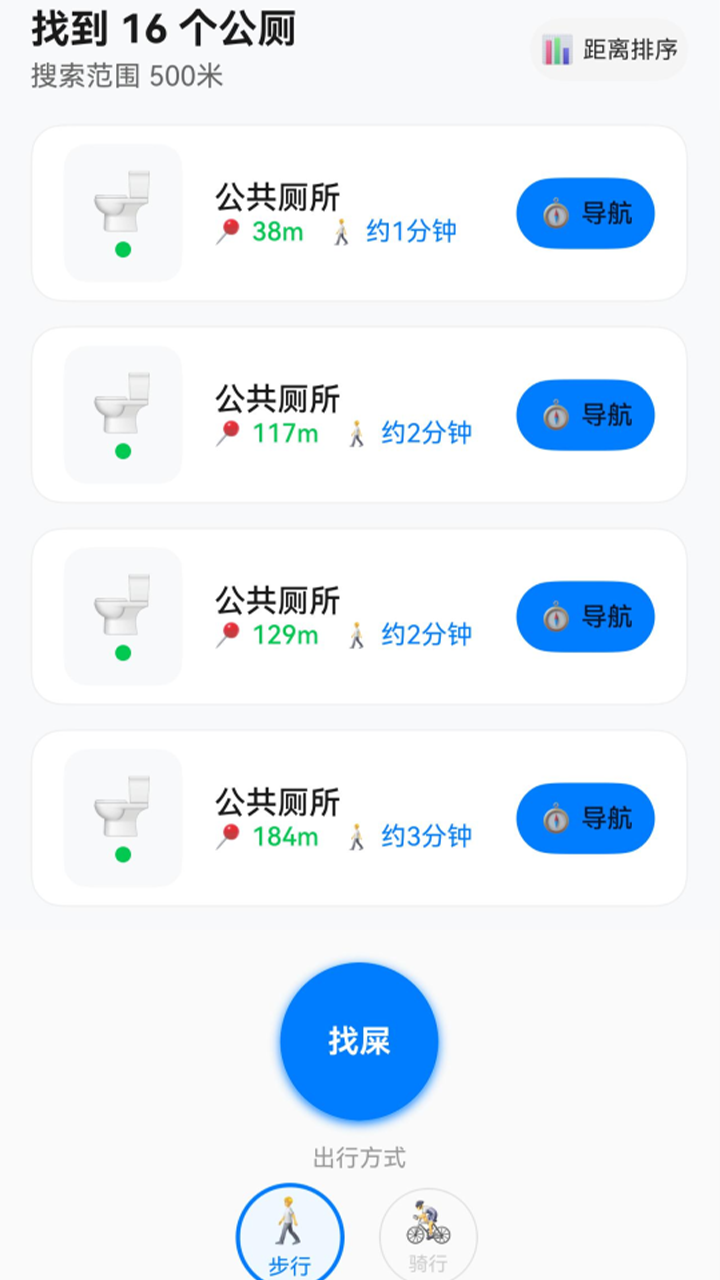 找到 16 个公厕
距离排序
搜索范围 500米
公共厕所
38m 约1分钟
导航
公共厕所
117m 约2分钟
导航
公共厕所
129m 约2分钟
导航
公共厕所
184m 约3分钟
导航
找屎
出行方式
步行
骑行